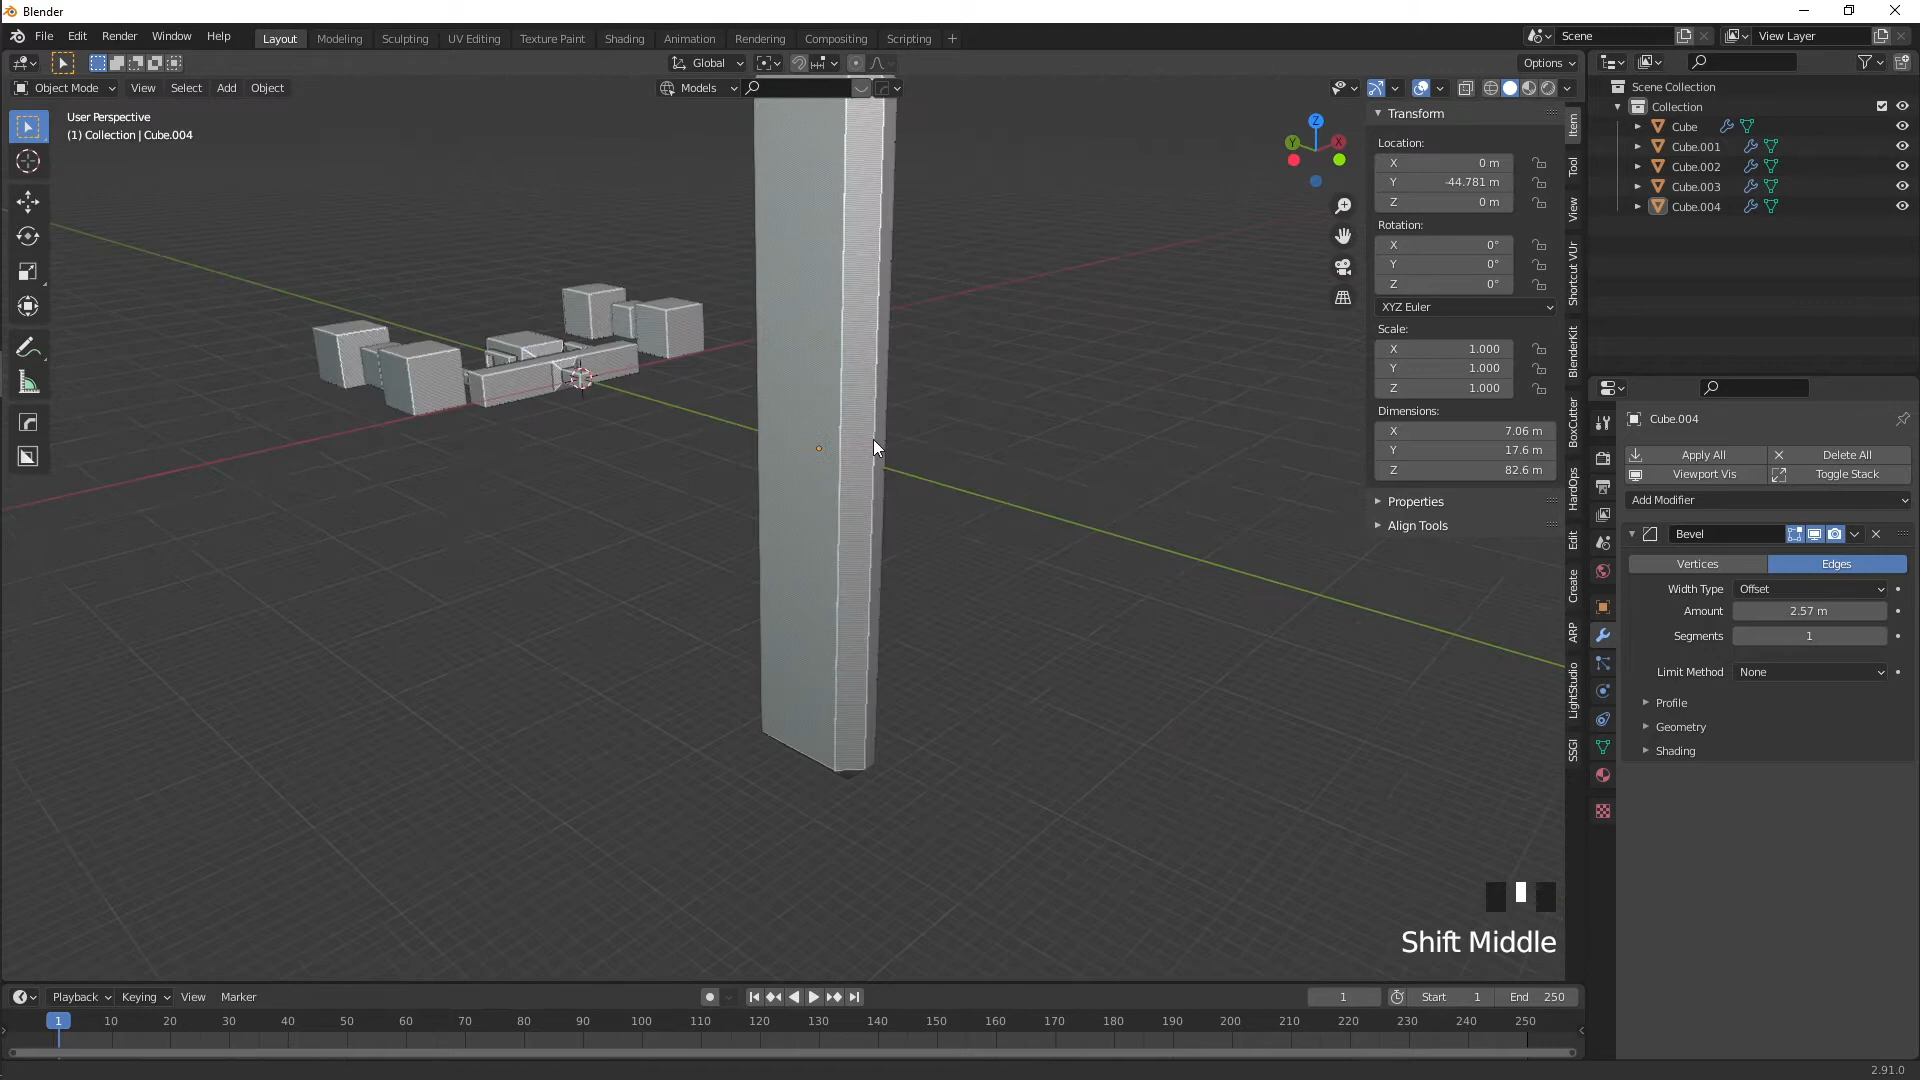 Blender
File Edit Render Window Help
Layout Modeling Sculpting UV Editing Texture Paint Shading Animation Rendering Compositing Scripting +
Scene
View Layer
Global
Options
Object Mode View Select Add Object
Models
User Perspective
(1) Collection | Cube.004
Z
Y
X
Transform
Location:
X 0 m
Y -44.781 m
Z 0 m
Rotation:
X 0°
Y 0°
Z 0°
XYZ Euler
Scale:
X 1.000
Y 1.000
Z 1.000
Dimensions:
X 7.06 m
Y 17.6 m
Z 82.6 m
Properties
Align Tools
Item
Tool
View
Shortcut VUr
BlenderKit
BoxCutter
HardOps
Edit
Create
ARP
LightStudio
SSGI
Scene Collection
Collection
Cube
Cube.001
Cube.002
Cube.003
Cube.004
Cube.004
Apply All Delete All
Viewport Vis Toggle Stack
Add Modifier
Bevel
Vertices Edges
Width Type Offset
Amount 2.57 m
Segments 1
Limit Method None
Profile
Geometry
Shading
Shift Middle
Playback Keying View Marker
1 Start 1 End 250
1 10 20 30 40 50 60 70 80 90 100 110 120 130 140 150 160 170 180 190 200 210 220 230 240 250
2.91.0